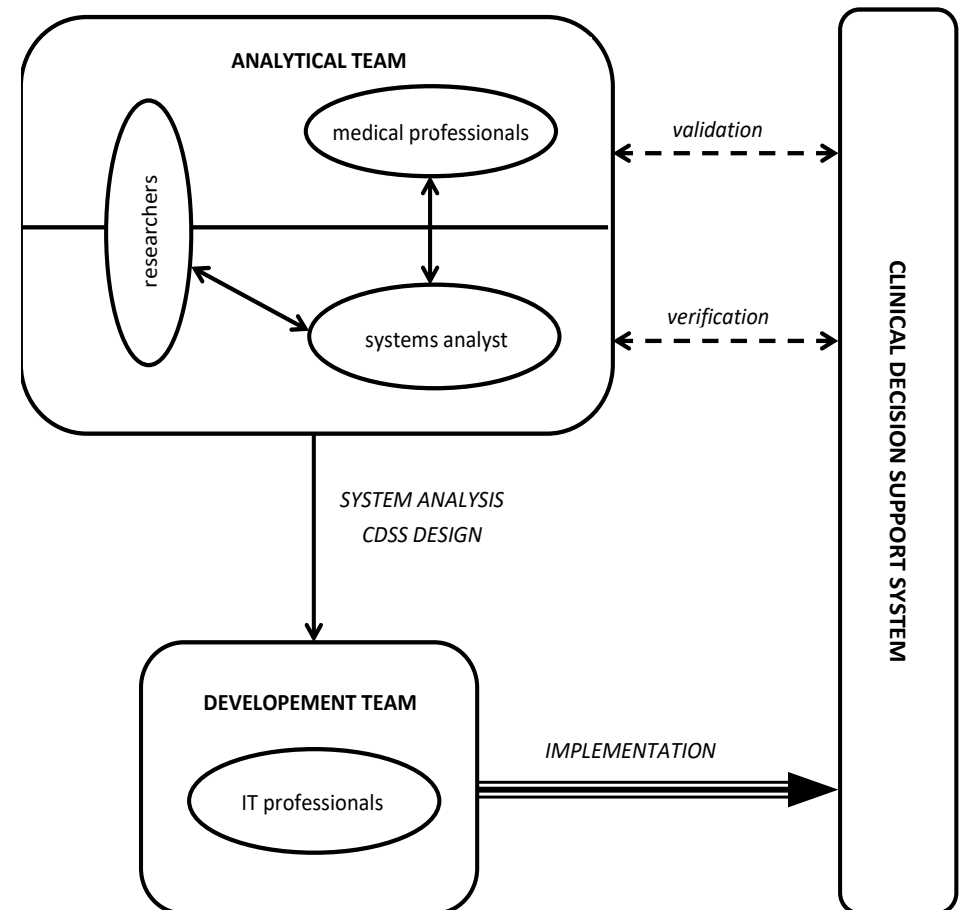 ANALYTICAL TEAM
medical professionals
researchers
systems analyst
validation
verification
CLINICAL DECISION SUPPORT SYSTEM
SYSTEM ANALYSIS
CDSS DESIGN
DEVELOPEMENT TEAM
IT professionals
IMPLEMENTATION